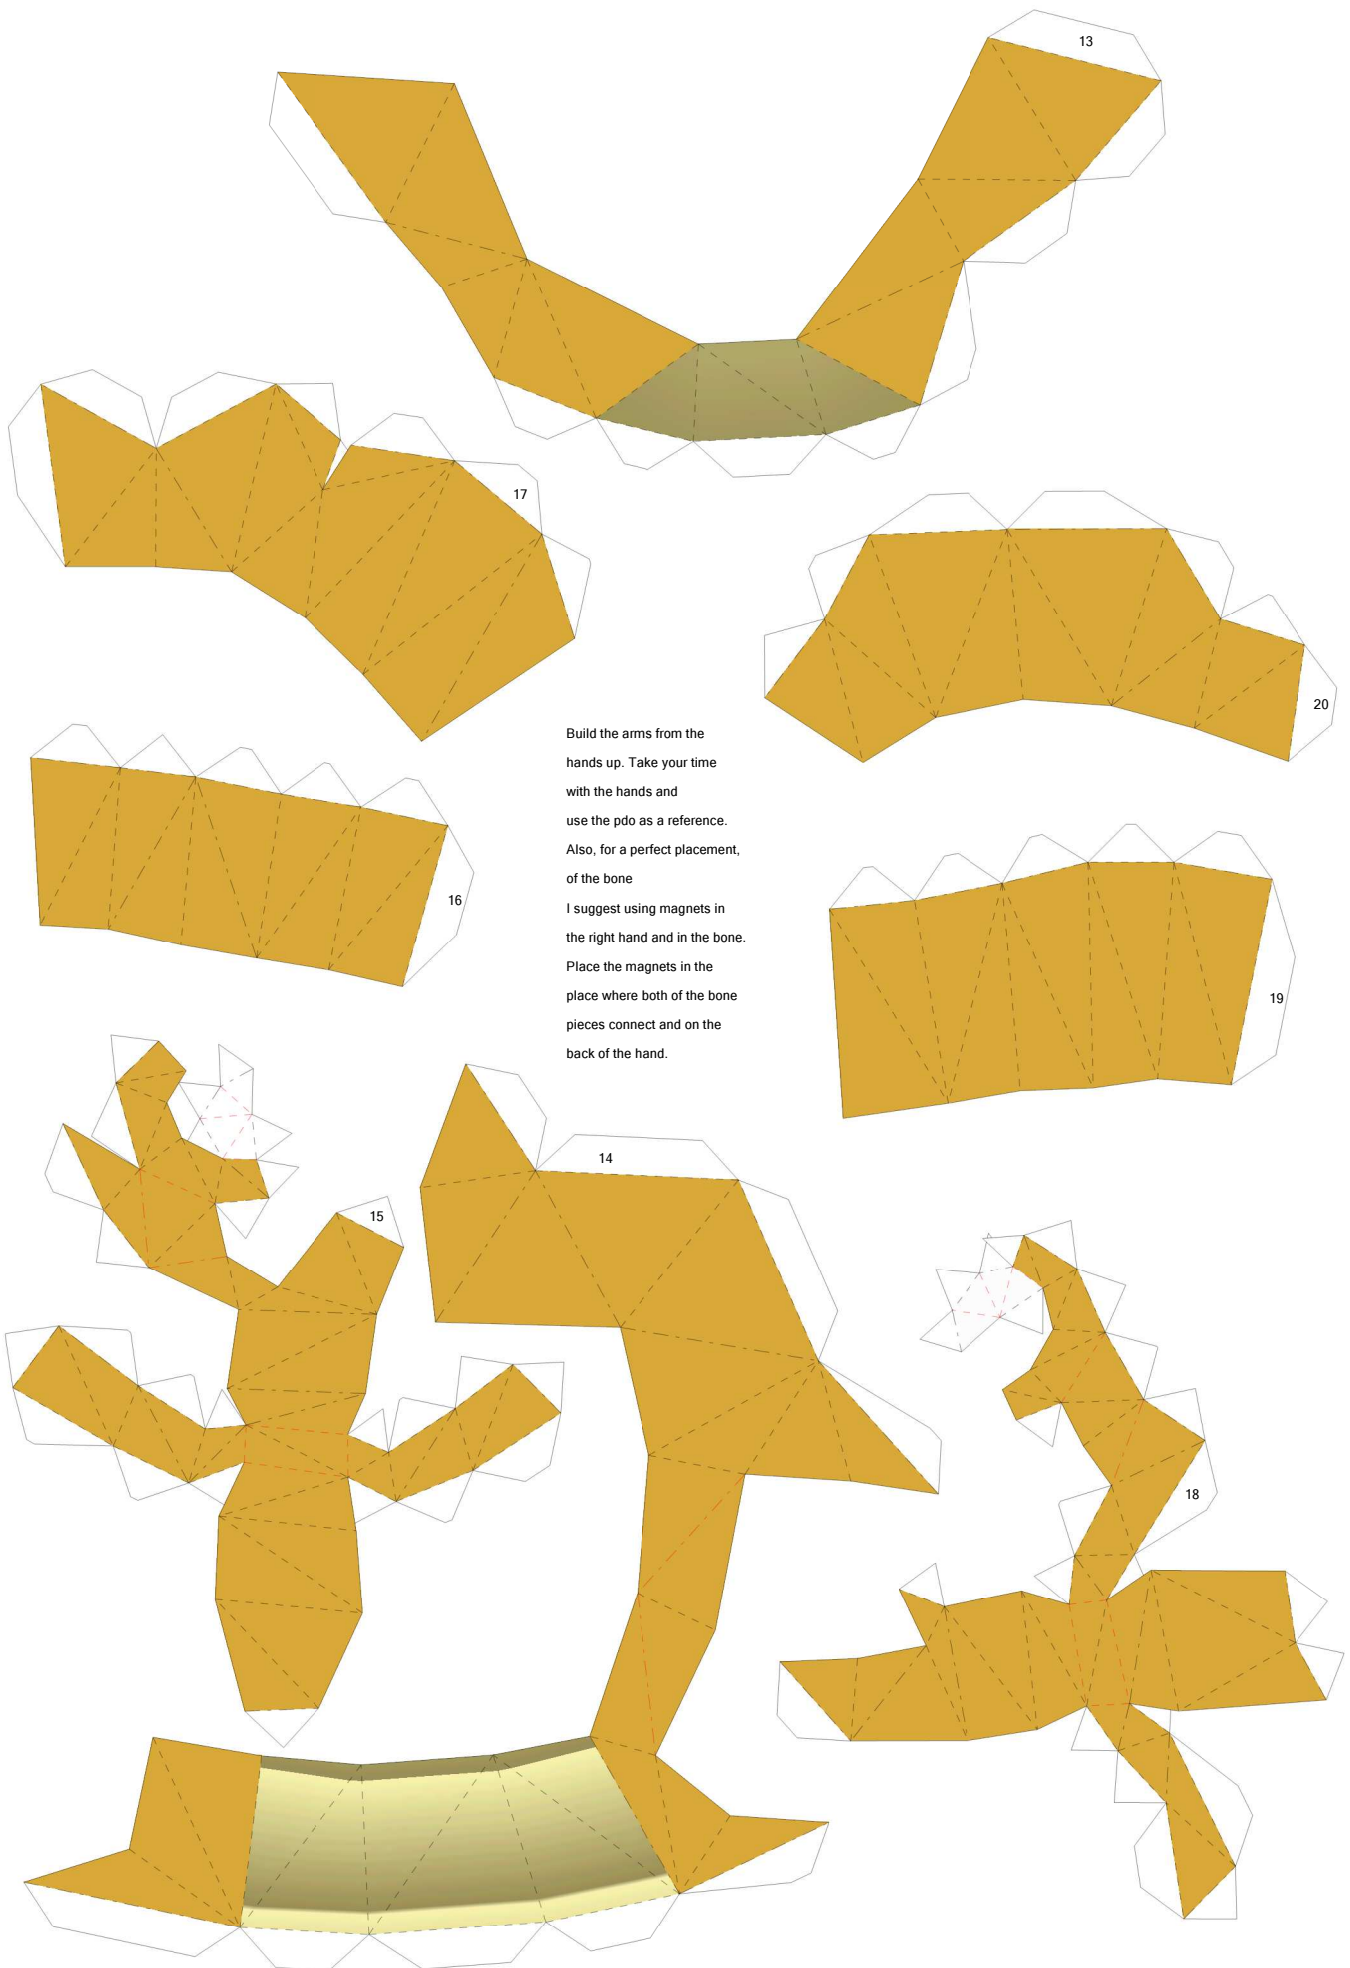 13
17
20
Build the arms from the
hands up. Take your time
with the hands and
use the pdo as a reference.
Also, for a perfect placement,
of the bone
I suggest using magnets in
the right hand and in the bone.
Place the magnets in the
place where both of the bone
pieces connect and on the
back of the hand.
16
19
14
15
18